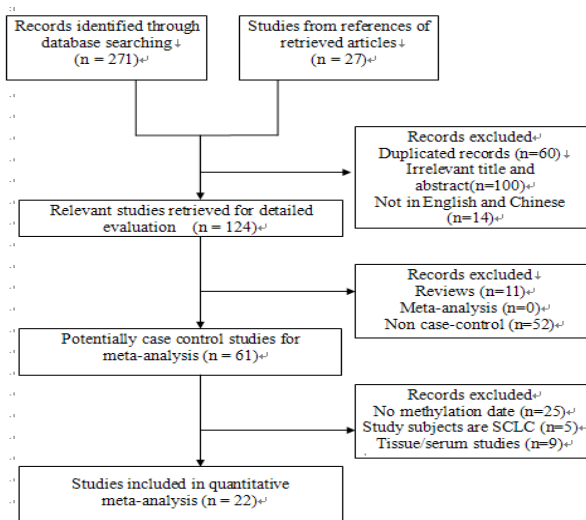 Records identified through
database searching↓
(n = 271)↵
Studies from references of
retrieved articles↓
(n = 27)↵
Records excluded↵
Duplicated records (n=60)↓
Irrelevant title and
abstract(n=100)↵
Not in English and Chinese
(n=14)↵
Relevant studies retrieved for detailed
evaluation (n = 124)↵
Records excluded↓
Reviews (n=11)↵
Meta-analysis (n=0)↵
Non case-control (n=52)↵
Potentially case control studies for
meta-analysis (n = 61)↵
Records excluded↵
No methylation date (n=25)↵
Study subjects are SCLC (n=5)↵
Tissue/serum studies (n=9)↵
Studies included in quantitative
meta-analysis (n = 22)↵